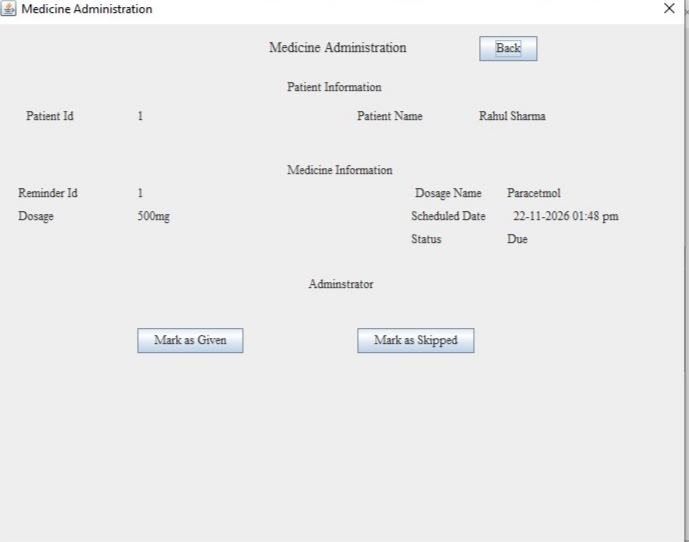 Medicine Administration
Medicine Administration Back
Patient Information
Patient Id 1 Patient Name Rahul Sharma
Medicine Information
Reminder Id 1 Dosage Name Paracetmol
Dosage 500mg Scheduled Date 22-11-2026 01:48 pm
Status Due
Adminstrator
Mark as Given Mark as Skipped